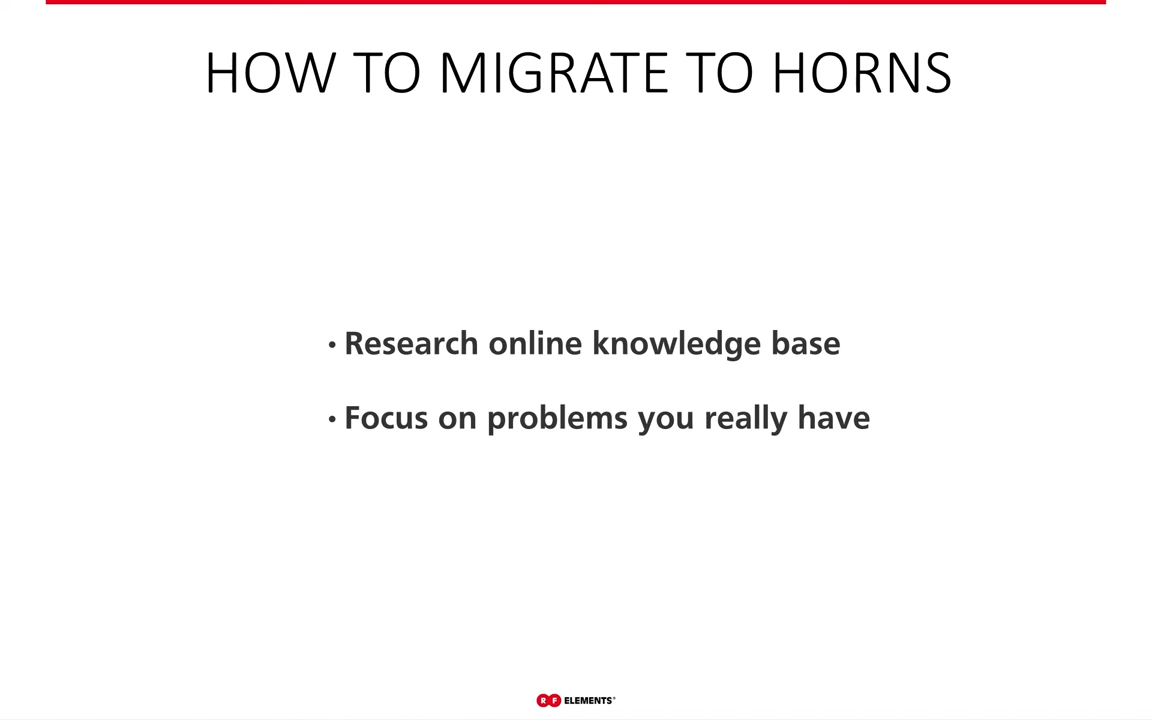 HOW TO MIGRATE TO HORNS
• Research online knowledge base
• Focus on problems you really have
RF ELEMENTS®